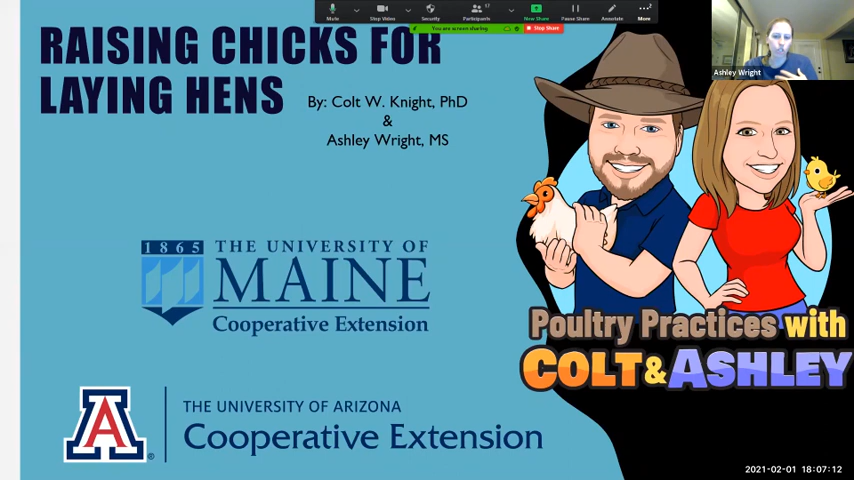 Mute
Stop Video
Security
Participants
17
New Share
Pause Share
Annotate
More
You are screen sharing
Stop Share
Ashley Wright
RAISING CHICKS FOR
LAYING HENS
By: Colt W. Knight, PhD
&
Ashley Wright, MS
1865 THE UNIVERSITY OF
MAINE
Cooperative Extension
Poultry Practices with
COLT & ASHLEY
A
THE UNIVERSITY OF ARIZONA
Cooperative Extension
®
2021-02-01 18:07:12